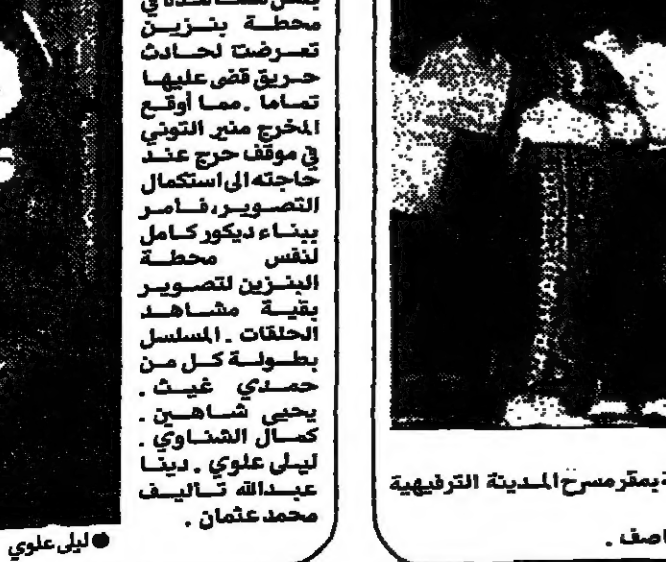 محطة بنزين
تعرضت لحادث
حريق قضى عليها
تماما . مما أوقع
المخرج منير التوني
في موقف حرج عند
حاجته الى استكمال
التصوير، فأمر
ببناء ديكور كامل
لنفس محطة
البنزين لتصوير
بقية مشاهد
الحلقات . المسلسل
بطولة كل من
حمدي غيث .
يحيى شاهين .
كمال الشناوي .
ليلى علوي . دينا
عبدالله تأليف
محمد عثمان .
ليلى علوي
بمقر مسرح المدينة الترفيهية